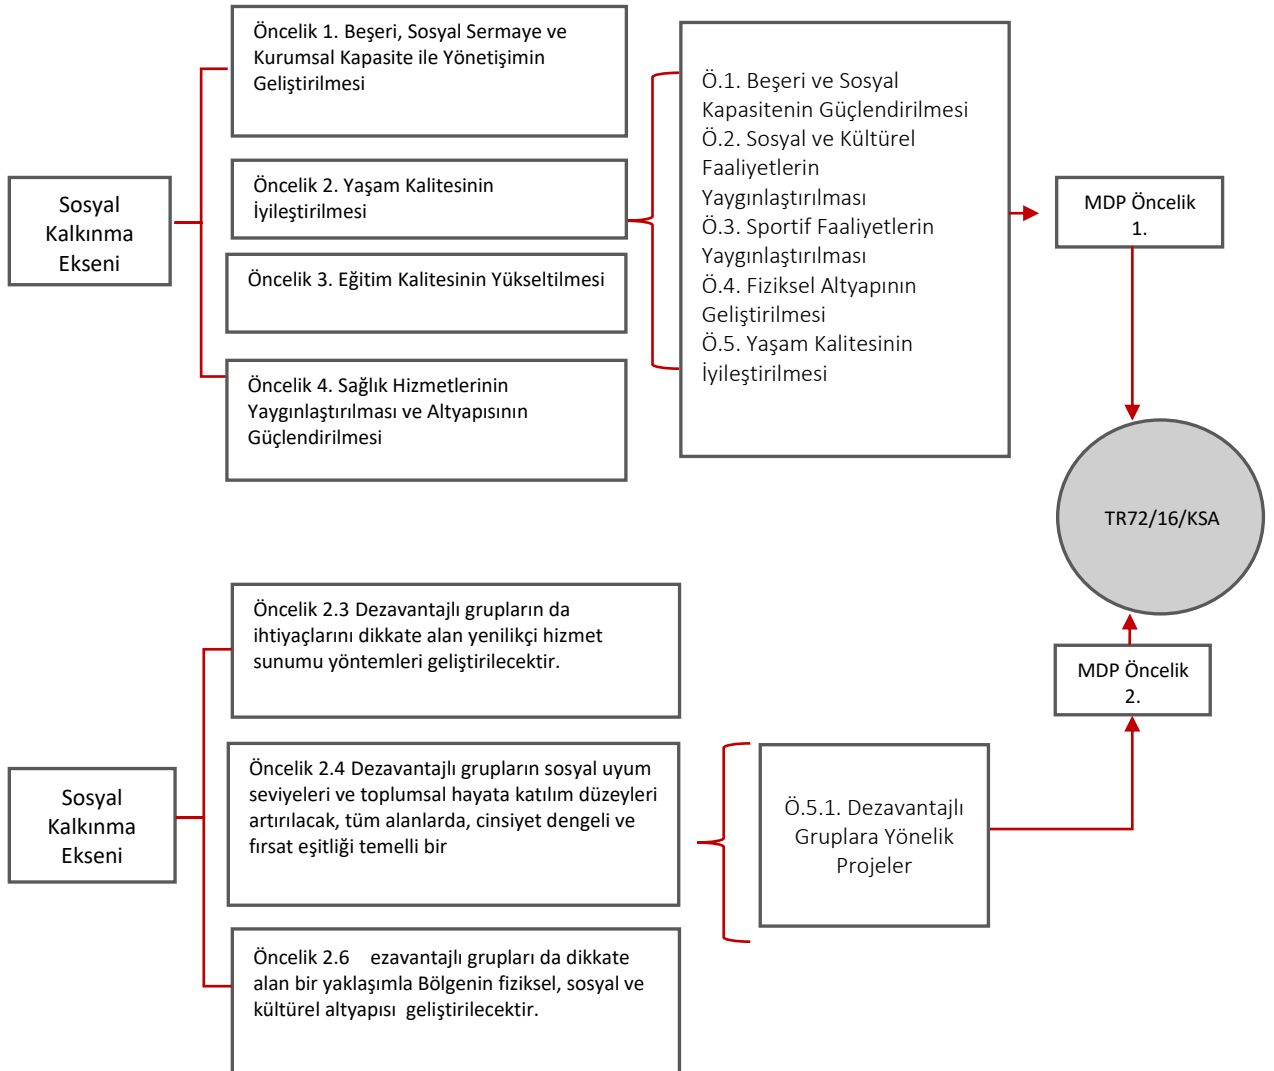 Sosyal
Kalkınma
Ekseni
Öncelik 1. Beşeri, Sosyal Sermaye ve
Kurumsal Kapasite ile Yönetişimin
Geliştirilmesi
Öncelik 2. Yaşam Kalitesinin
İyileştirilmesi
Öncelik 3. Eğitim Kalitesinin Yükseltilmesi
Öncelik 4. Sağlık Hizmetlerinin
Yaygınlaştırılması ve Altyapısının
Güçlendirilmesi
Ö.1. Beşeri ve Sosyal
Kapasitenin Güçlendirilmesi
Ö.2. Sosyal ve Kültürel
Faaliyetlerin
Yaygınlaştırılması
Ö.3. Sportif Faaliyetlerin
Yaygınlaştırılması
Ö.4. Fiziksel Altyapının
Geliştirilmesi
Ö.5. Yaşam Kalitesinin
İyileştirilmesi
MDP Öncelik
1.
TR72/16/KSA
Sosyal
Kalkınma
Ekseni
Öncelik 2.3 Dezavantajlı grupların da
ihtiyaçlarını dikkate alan yenilikçi hizmet
sunumu yöntemleri geliştirilecektir.
Öncelik 2.4 Dezavantajlı grupların sosyal uyum
seviyeleri ve toplumsal hayata katılım düzeyleri
artırılacak, tüm alanlarda, cinsiyet dengeli ve
fırsat eşitliği temelli bir
Öncelik 2.6 ezavantajlı grupları da dikkate
alan bir yaklaşımla Bölgenin fiziksel, sosyal ve
kültürel altyapısı geliştirilecektir.
Ö.5.1. Dezavantajlı
Gruplara Yönelik
Projeler
MDP Öncelik
2.